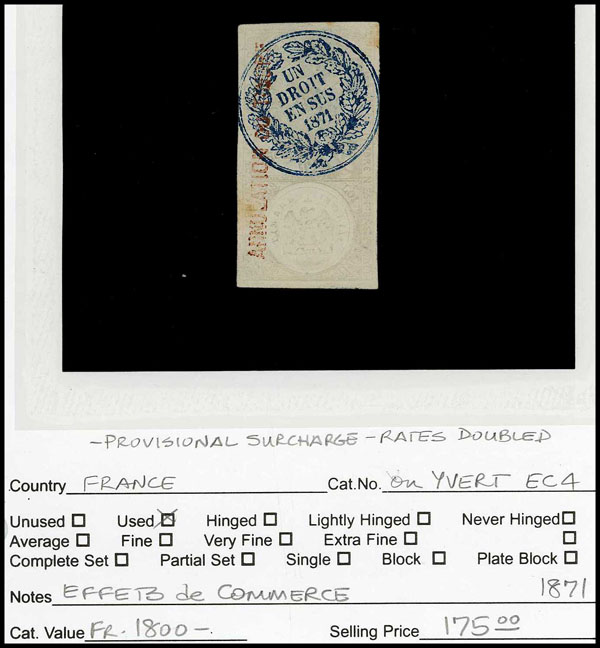 UN
DROIT
EN SUS
1871
ANNULATION
-PROVISIONAL SURCHARGE-RATES DOUBLED
Country FRANCE Cat.No. on YVERT EC4
Unused ☐ Used ☒ Hinged ☐ Lightly Hinged ☐ Never Hinged ☐
Average ☐ Fine ☐ Very Fine ☐ Extra Fine ☐ ☐
Complete Set ☐ Partial Set ☐ Single ☐ Block ☐ Plate Block ☐
Notes EFFETS de COMMERCE 1871
Cat. Value FR. 1800- Selling Price 175.00